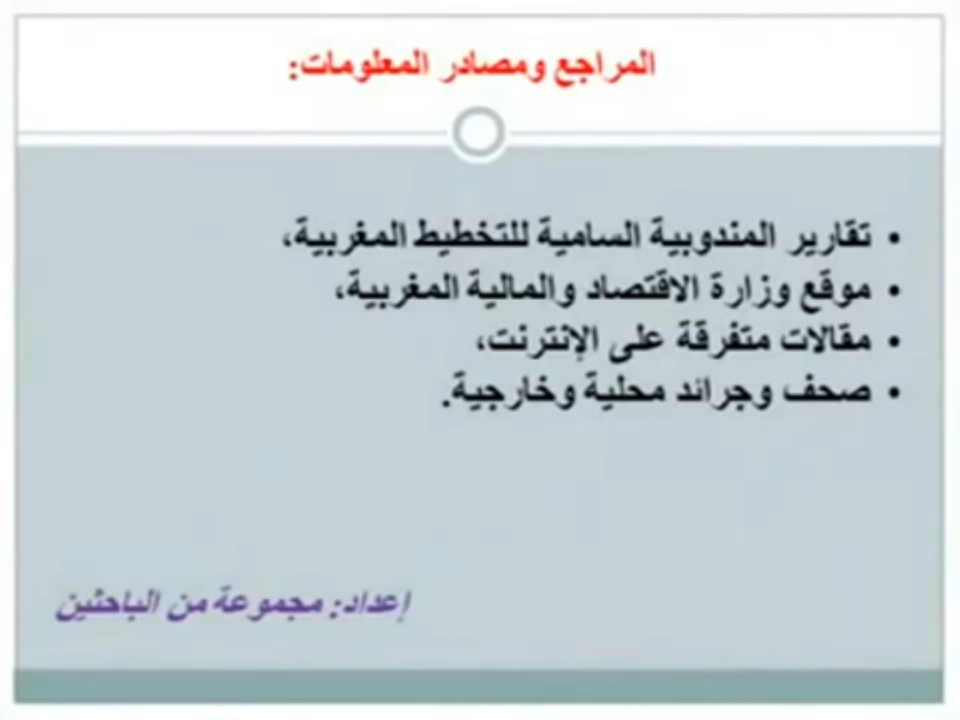 المراجع ومصادر المعلومات:
• تقارير المندوبية السامية للتخطيط المغربية،
• موقع وزارة الاقتصاد والمالية المغربية،
• مقالات متفرقة على الإنترنت،
• صحف وجرائد محلية وخارجية.
إعداد: مجموعة من الباحثين